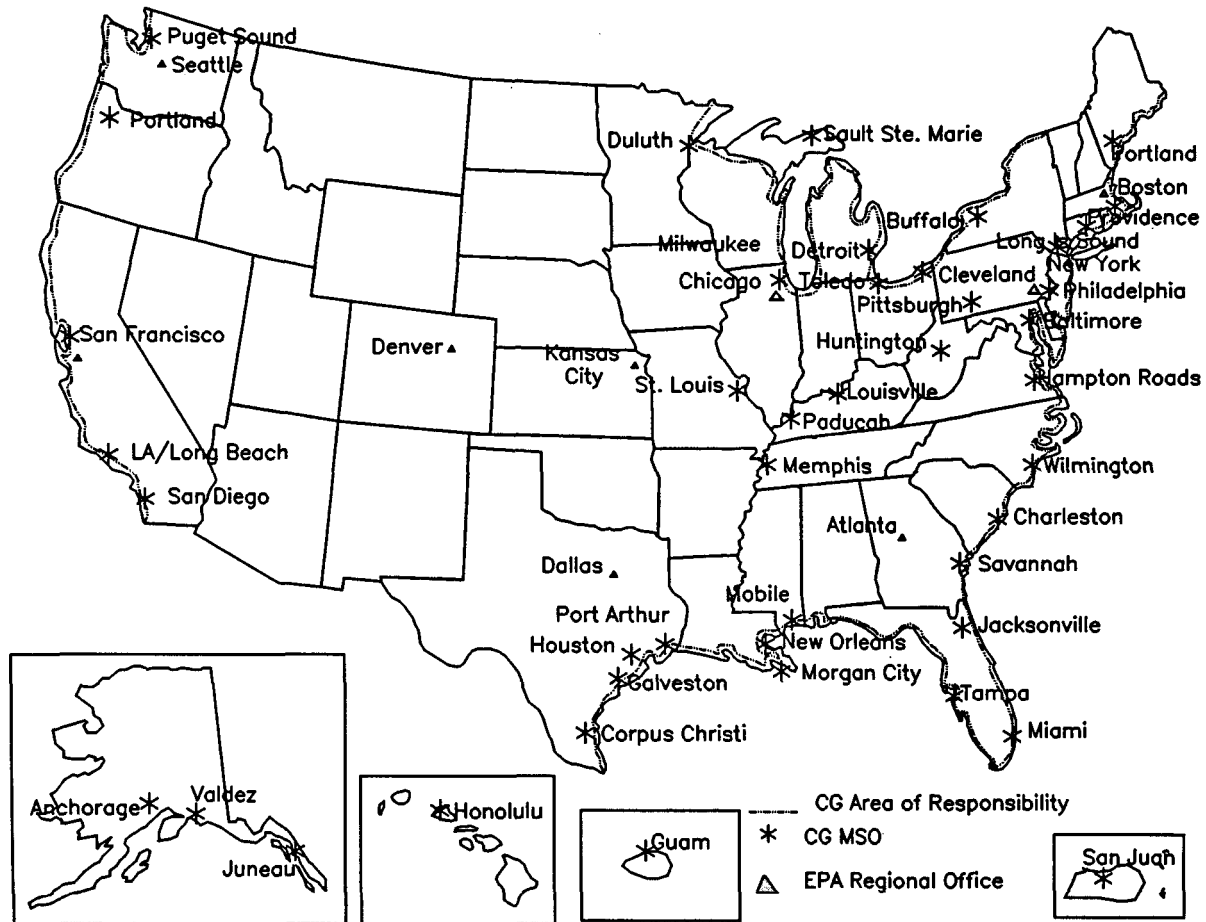 Puget Sound
Seattle
Portland
Duluth
Sault Ste. Marie
Portland
Boston
Providence
Buffalo
Milwaukee
Detroit
Long Is Sound
New York
Chicago
Toledo
Cleveland
Pittsburgh
Philadelphia
Baltimore
San Francisco
Denver
Kansas
City
St. Louis
Huntington
Louisville
Hampton Roads
Paducah
LA/Long Beach
Memphis
Wilmington
San Diego
Charleston
Atlanta
Dallas
Savannah
Mobile
Port Arthur
Jacksonville
Houston
New Orleans
Galveston
Morgan City
Tampa
Corpus Christi
Miami
Anchorage
Valdez
Juneau
Honolulu
Guam
CG Area of Responsibility
CG MSO
EPA Regional Office
San Juan